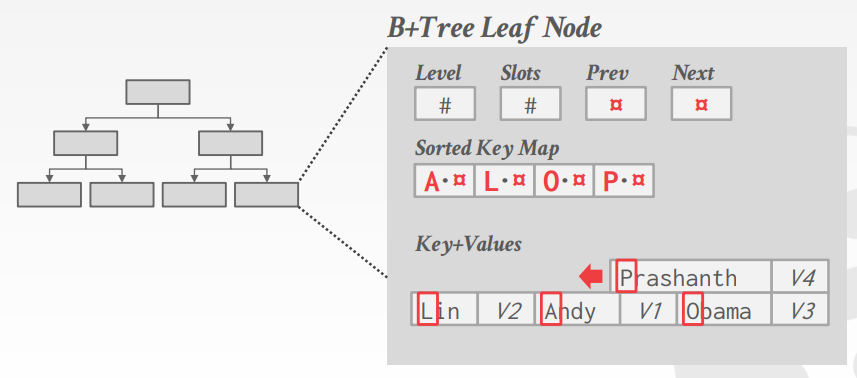 B+Tree Leaf Node
Level Slots Prev Next
# # ¤ ¤
Sorted Key Map
A·¤ L·¤ O·¤ P·¤
Key+Values
Prashanth V4
Lin V2 Andy V1 Obama V3